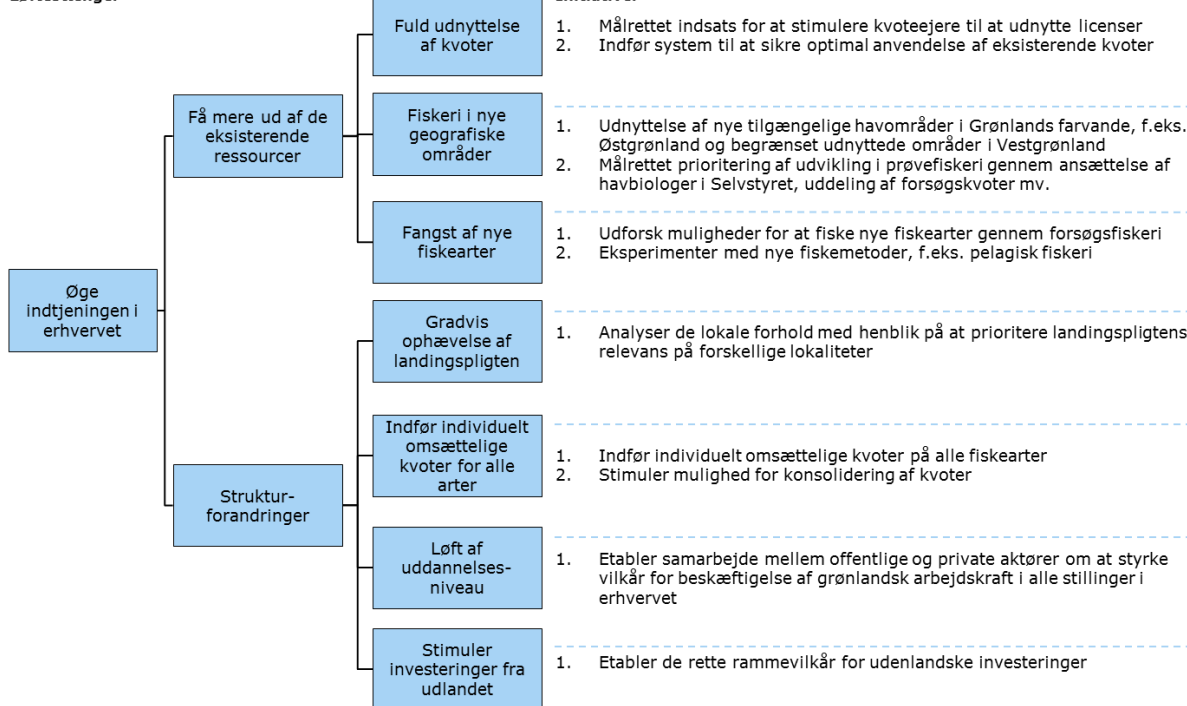 Fuld udnyttelse
af kvoter
1. Målrettet indsats for at stimulere kvoteejere til at udnytte licenser
2. Indfør system til at sikre optimal anvendelse af eksisterende kvoter
Få mere ud af de
eksisterende
ressourcer
Fiskeri i nye
geografiske
områder
1. Udnyttelse af nye tilgængelige havområder i Grønlands farvande, f.eks.
Østgrønland og begrænset udnyttede områder i Vestgrønland
2. Målrettet prioritering af udvikling i prøvefiskeri gennem ansættelse af
havbiologer i Selvstyret, uddeling af forsøgskvoter mv.
Fangst af nye
fiskearter
1. Udforsk muligheder for at fiske nye fiskearter gennem forsøgsfiskeri
2. Eksperimenter med nye fiskemetoder, f.eks. pelagisk fiskeri
Øge
indtjeningen i
erhvervet
Gradvis
ophævelse af
landingspligten
1. Analyser de lokale forhold med henblik på at prioritere landingspligtens
relevans på forskellige lokaliteter
Indfør individuelt
omsættelige
kvoter for alle
arter
1. Indfør individuelt omsættelige kvoter på alle fiskearter
2. Stimuler mulighed for konsolidering af kvoter
Struktur-
forandringer
Løft af
uddannelses-
niveau
1. Etabler samarbejde mellem offentlige og private aktører om at styrke
vilkår for beskæftigelse af grønlandsk arbejdskraft i alle stillinger i
erhvervet
Stimuler
investeringer fra
udlandet
1. Etabler de rette rammevilkår for udenlandske investeringer